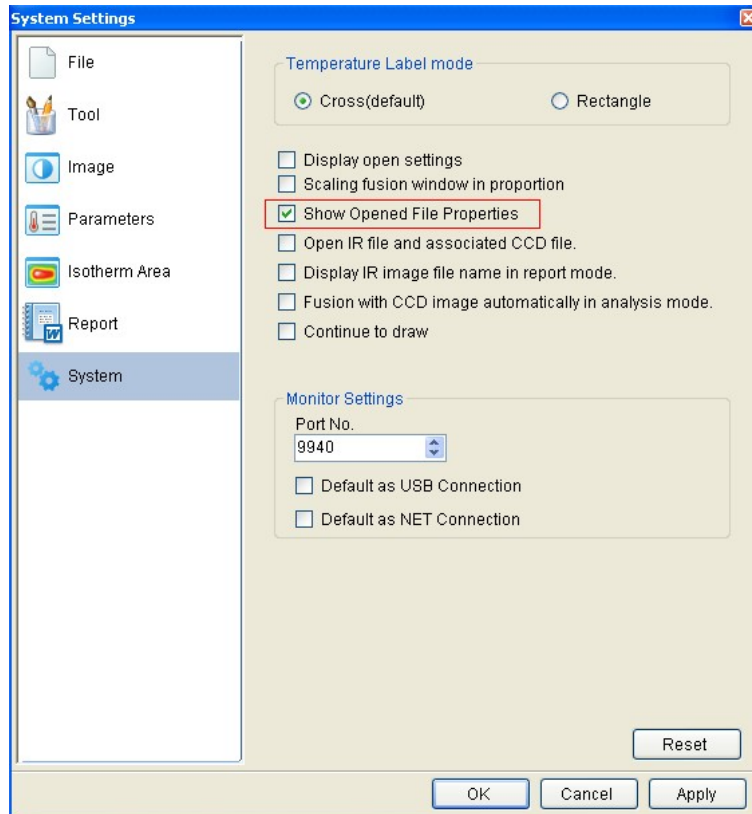 System Settings
File
Tool
Image
Parameters
Isotherm Area
Report
System
Temperature Label mode
Cross(default) Rectangle
Display open settings
Scaling fusion window in proportion
Show Opened File Properties
Open IR file and associated CCD file.
Display IR image file name in report mode.
Fusion with CCD image automatically in analysis mode.
Continue to draw
Monitor Settings
Port No.
9940
Default as USB Connection
Default as NET Connection
Reset
OK Cancel Apply